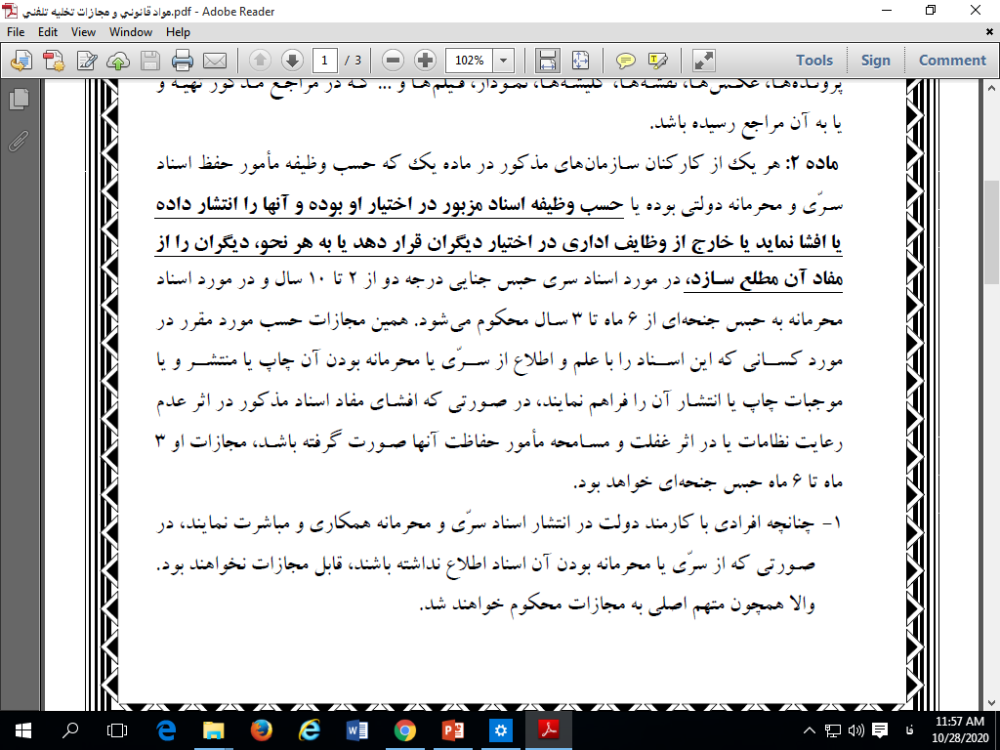 مواد قانوني و مجازات تخليه تلفني.pdf - Adobe Reader
File Edit View Window Help
1 / 3 102% Tools Sign Comment
پرونده‌ها، عکس‌ها، نقشه‌ها، کلیشه‌ها، نمودار، فیلم‌ها و ... که در مراجع مذکور تهیه و
یا به آن مراجع رسیده باشد.
ماده ۲: هر یک از کارکنان سازمان‌های مذکور در ماده یک که حسب وظیفه مأمور حفظ اسناد
سرّی و محرمانه دولتی بوده یا حسب وظیفه اسناد مزبور در اختیار او بوده و آنها را انتشار داده
یا افشا نماید یا خارج از وظایف اداری در اختیار دیگران قرار دهد یا به هر نحو، دیگران را از
مفاد آن مطلع سازد، در مورد اسناد سری حبس جنایی درجه دو از ۲ تا ۱۰ سال و در مورد اسناد
محرمانه به حبس جنحه‌ای از ۶ ماه تا ۳ سال محکوم می‌شود. همین مجازات حسب مورد مقرر در
مورد کسانی که این اسناد را با علم و اطلاع از سرّی یا محرمانه بودن آن چاپ یا منتشر و یا
موجبات چاپ یا انتشار آن را فراهم نمایند، در صورتی که افشای مفاد اسناد مذکور در اثر عدم
رعایت نظامات یا در اثر غفلت و مسامحه مأمور حفاظت آنها صورت گرفته باشد، مجازات او ۳
ماه تا ۶ ماه حبس جنحه‌ای خواهد بود.
۱- چنانچه افرادی با کارمند دولت در انتشار اسناد سرّی و محرمانه همکاری و مباشرت نمایند، در
صورتی که از سرّی یا محرمانه بودن آن اسناد اطلاع نداشته باشند، قابل مجازات نخواهند بود.
والا همچون متهم اصلی به مجازات محکوم خواهند شد.
فا 11:57 AM
10/28/2020